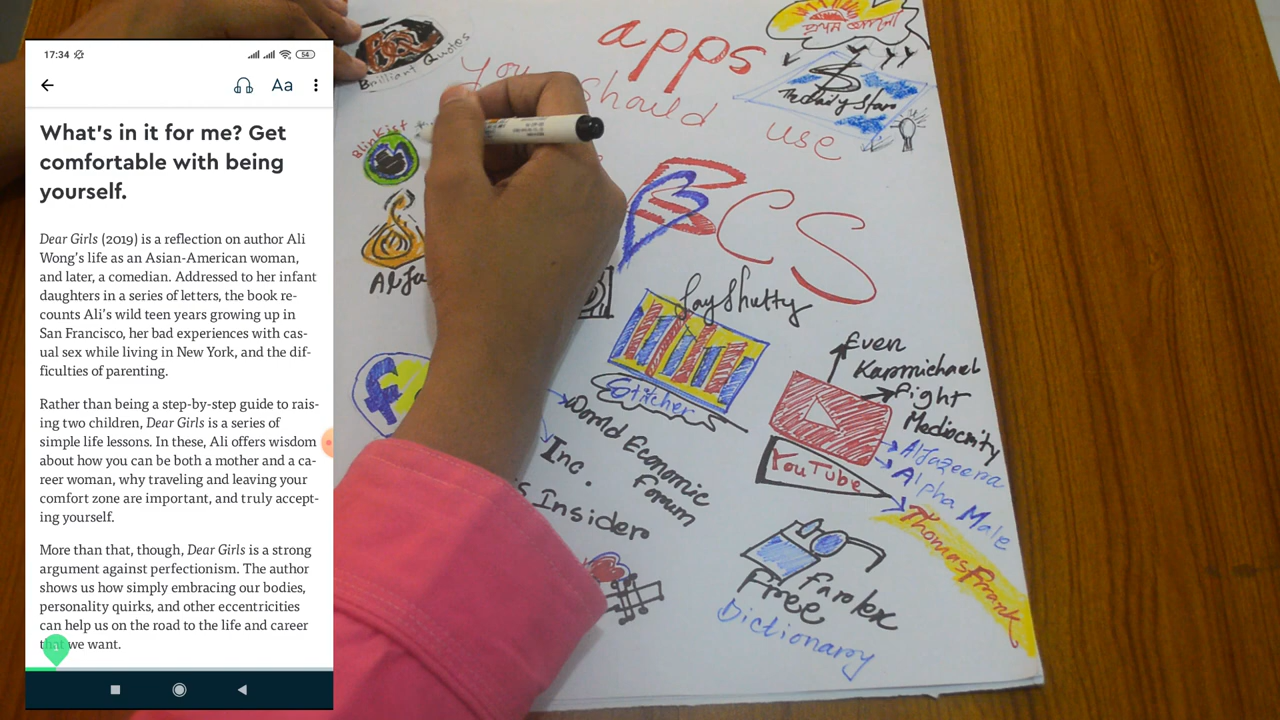 17:34
54
Aa
What's in it for me? Get
comfortable with being
yourself.
Dear Girls (2019) is a reflection on author Ali
Wong's life as an Asian-American woman,
and later, a comedian. Addressed to her infant
daughters in a series of letters, the book re-
counts Ali's wild teen years growing up in
San Francisco, her bad experiences with cas-
ual sex while living in New York, and the dif-
ficulties of parenting.
Rather than being a step-by-step guide to rais-
ing two children, Dear Girls is a series of
simple life lessons. In these, Ali offers wisdom
about how you can be both a mother and a ca-
reer woman, why traveling and leaving your
comfort zone are important, and truly accept-
ing yourself.
More than that, though, Dear Girls is a strong
argument against perfectionism. The author
shows us how simply embracing our bodies,
personality quirks, and other eccentricities
can help us on the road to the life and career
that we want.
Brilliant Quotes
apps
you should use
BCS
প্রথম আলো
The Daily Star
Blinkist
AlJa
Jay Shutty
Stitcher
f
World Economic
Forum
Inc.
s Insider
Even
Karmichael
Fight
Mediocrity
AlJazeera
Alpha Male
Thomas Frank
YouTube
Farolex
Free
Dictionary